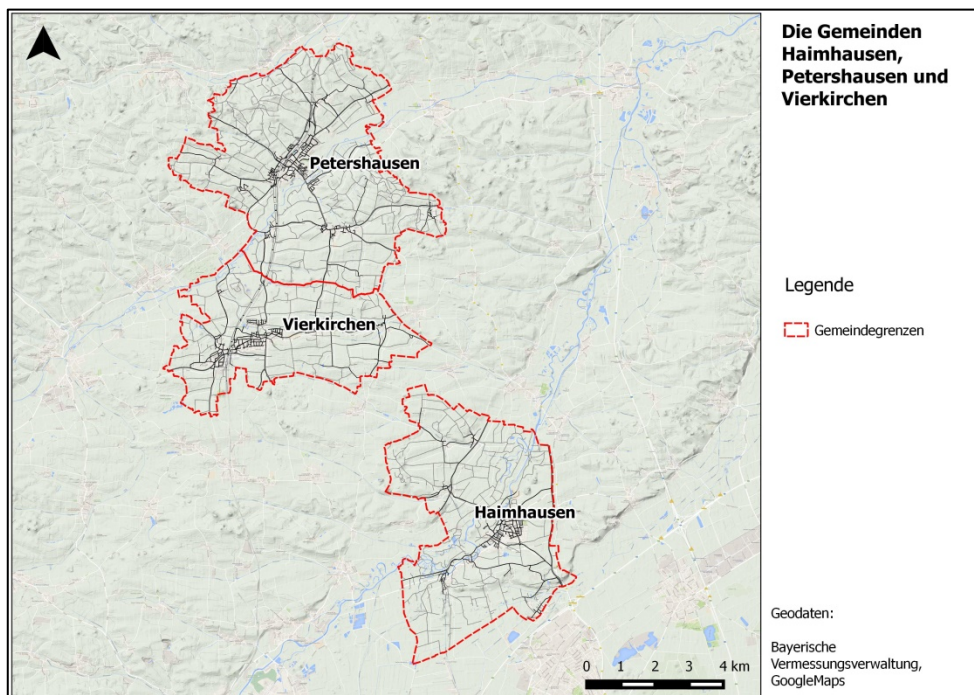 Die Gemeinden
Haimhausen,
Petershausen und
Vierkirchen
Petershausen
Vierkirchen
Haimhausen
Legende
Gemeindegrenzen
0 1 2 3 4 km
Geodaten:
Bayerische
Vermessungsverwaltung,
GoogleMaps